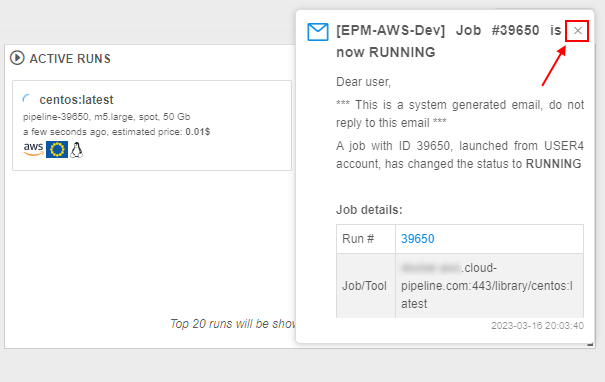 ACTIVE RUNS
centos:latest
pipeline-39650, m5.large, spot, 50 Gb
a few seconds ago, estimated price: 0.01$
aws
Top 20 runs will be show
[EPM-AWS-Dev] Job #39650 is
now RUNNING
Dear user,
*** This is a system generated email, do not
reply to this email ***
A job with ID 39650, launched from USER4
account, has changed the status to RUNNING
Job details:
Run # 39650
Job/Tool .cloud-
pipeline.com:443/library/centos:l
atest
2023-03-16 20:03:40